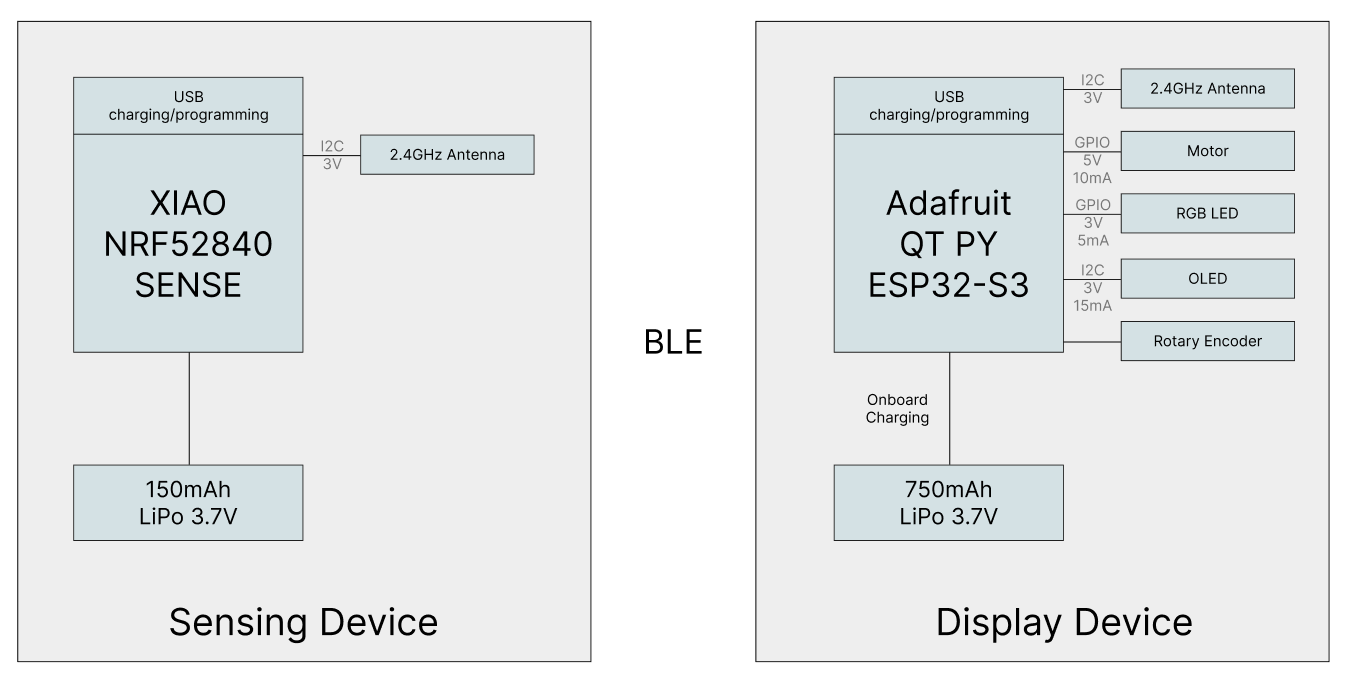 USB
charging/programming
XIAO
NRF52840
SENSE
I2C
3V
2.4GHz Antenna
150mAh
LiPo 3.7V
Sensing Device
BLE
USB
charging/programming
Adafruit
QT PY
ESP32-S3
I2C
3V
2.4GHz Antenna
GPIO
5V
10mA
Motor
GPIO
3V
5mA
RGB LED
I2C
3V
15mA
OLED
Rotary Encoder
Onboard
Charging
750mAh
LiPo 3.7V
Display Device